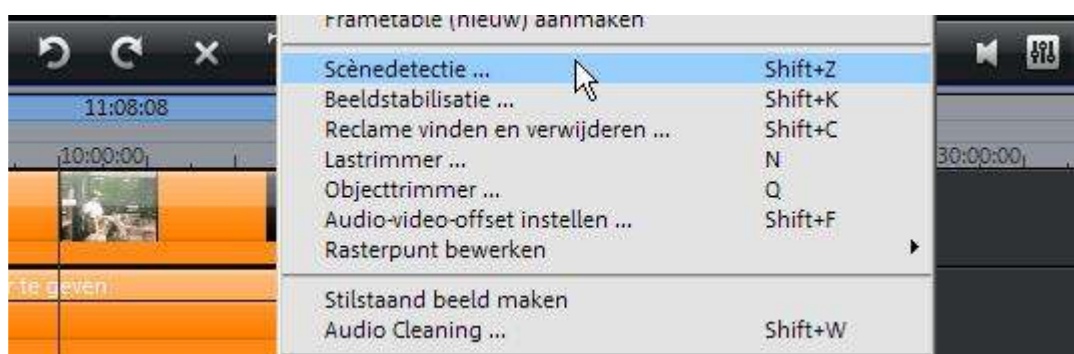 Frametable (nieuw) aanmaken
Scènedetectie ... Shift+Z
11:08:08
Beeldstabilisatie ... Shift+K
Reclame vinden en verwijderen ... Shift+C
10:00:00
Lastrimmer ... N
30:00:00
Objecttrimmer ... Q
Audio-video-offset instellen ... Shift+F
Rasterpunt bewerken
te geven
Stilstaand beeld maken
Audio Cleaning ... Shift+W